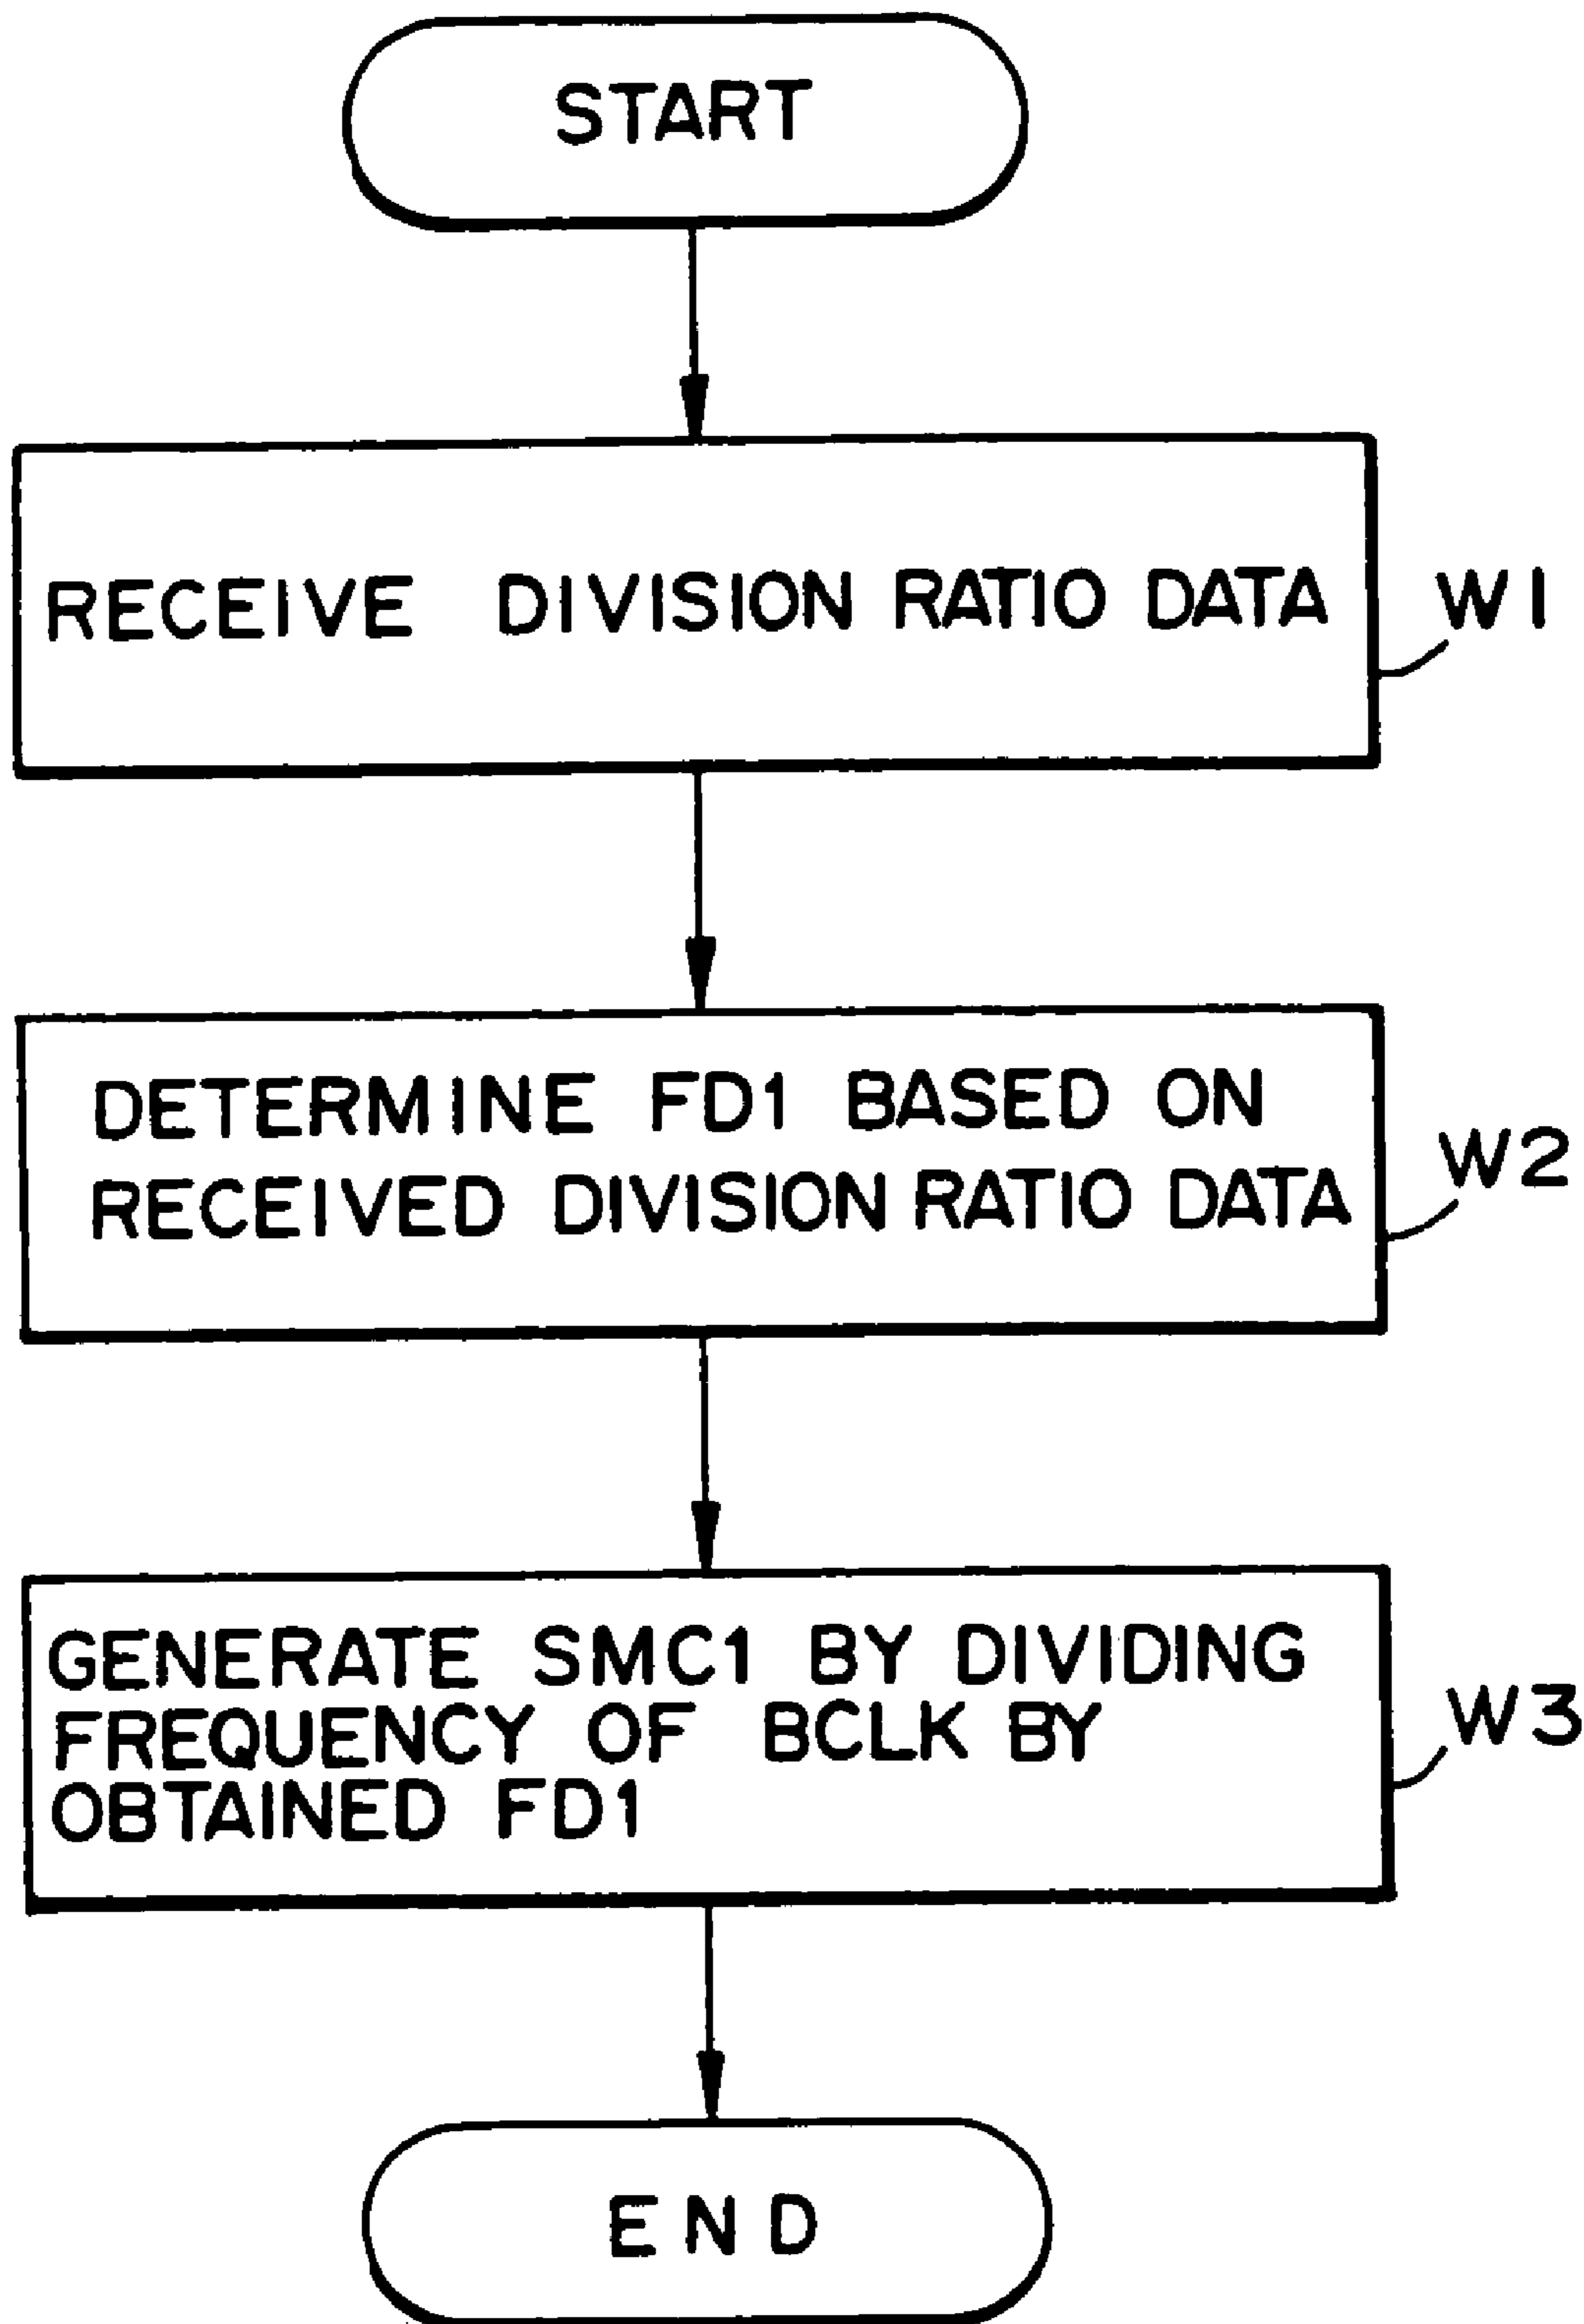 START
RECEIVE DIVISION RATIO DATA
W1
DETERMINE FD1 BASED ON
RECEIVED DIVISION RATIO DATA
W2
GENERATE SMC1 BY DIVIDING
FREQUENCY OF BCLK BY
OBTAINED FD1
W3
END